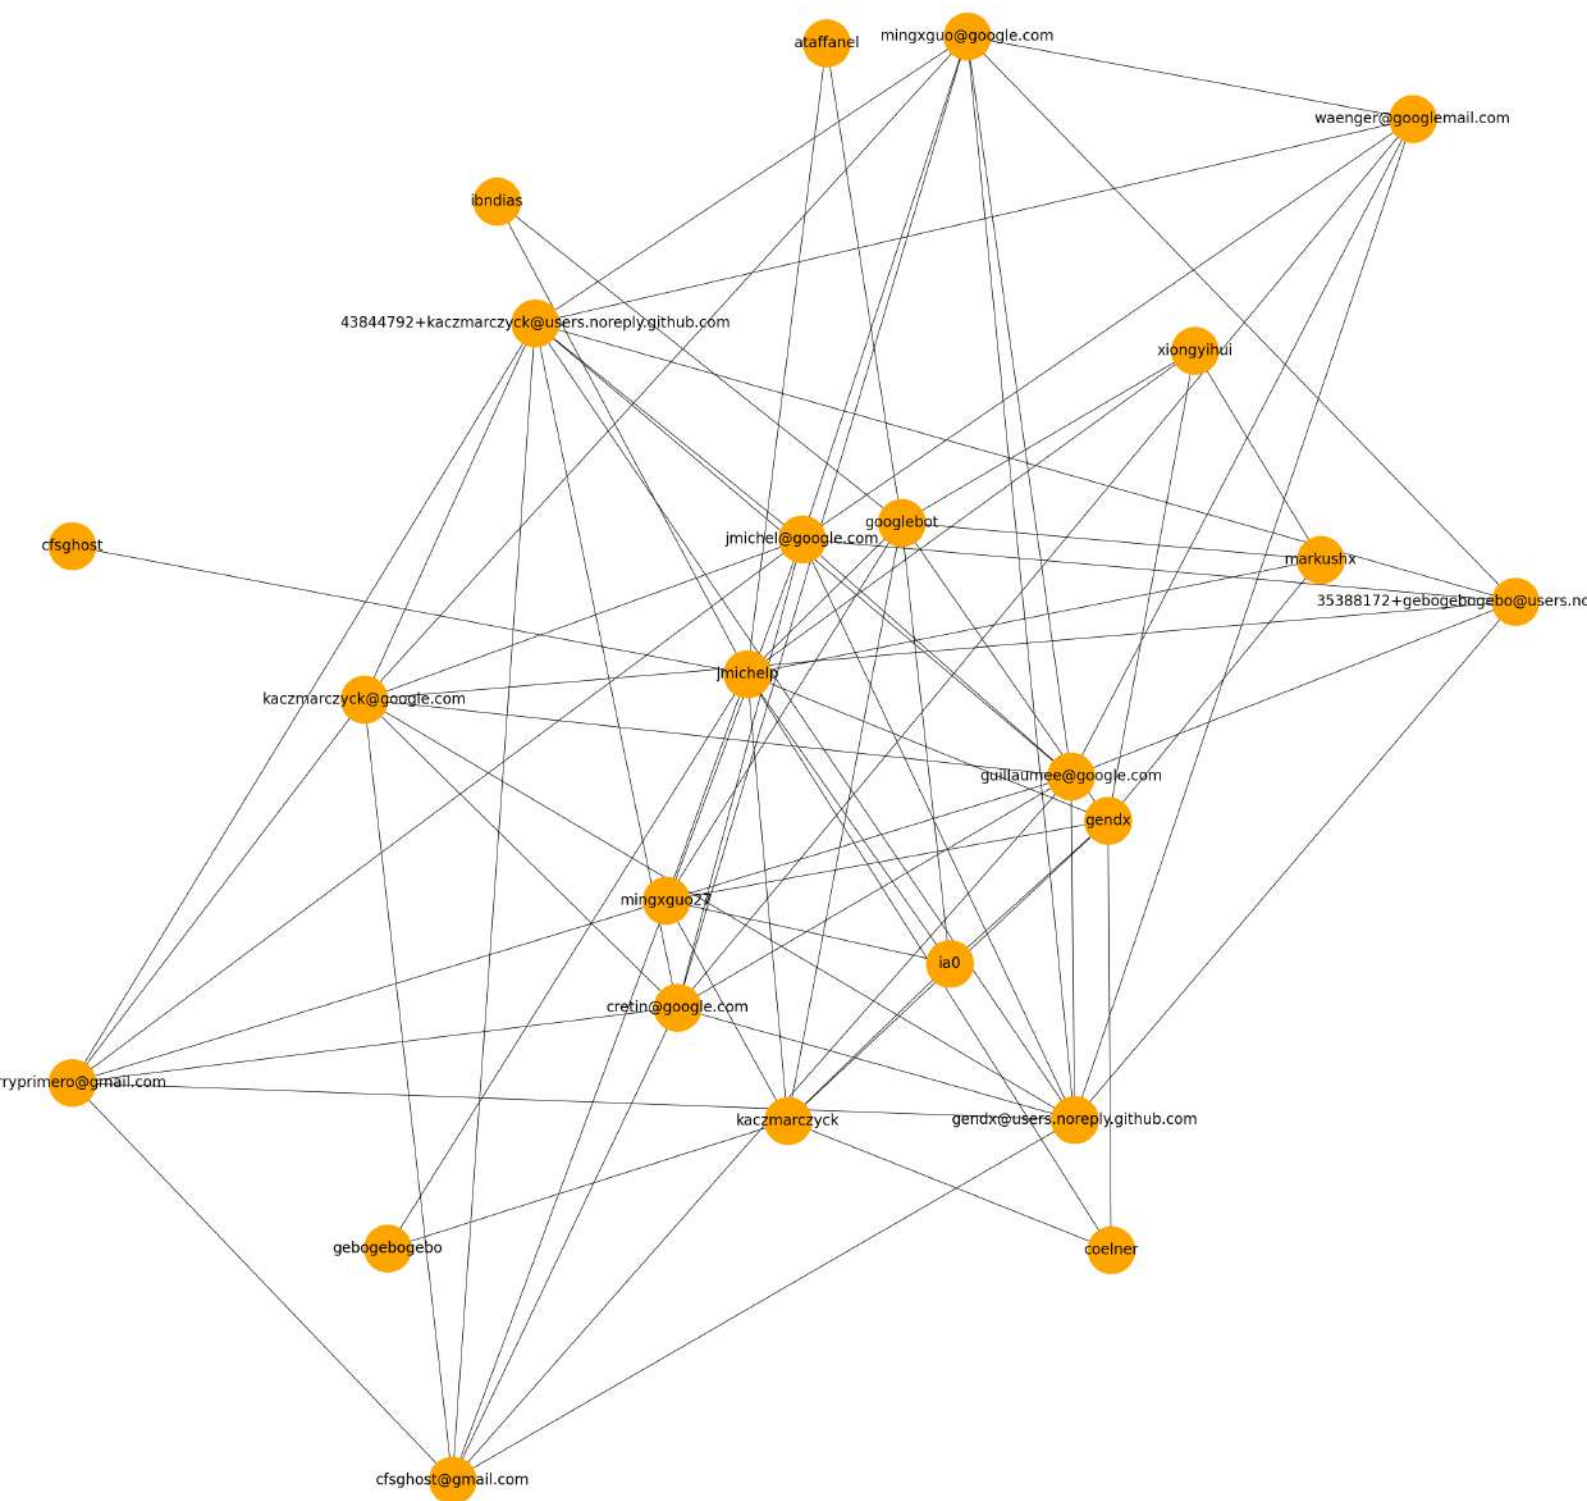 mingxguo@google.com
ataffanel
waenger@googlemail.com
ibndias
43844792+kaczmarczyck@users.noreply.github.com
xiongyihui
googlebot
jmichel@google.com
cfsghost
markushx
35388172+gebogebogebo@users.no
jmichelp
kaczmarczyck@google.com
guillaumee@google.com
gendx
mingxguo27
ia0
cretin@google.com
rryprimero@gmail.com
kaczmarczyck
gendx@users.noreply.github.com
gebogebogebo
coelner
cfsghost@gmail.com